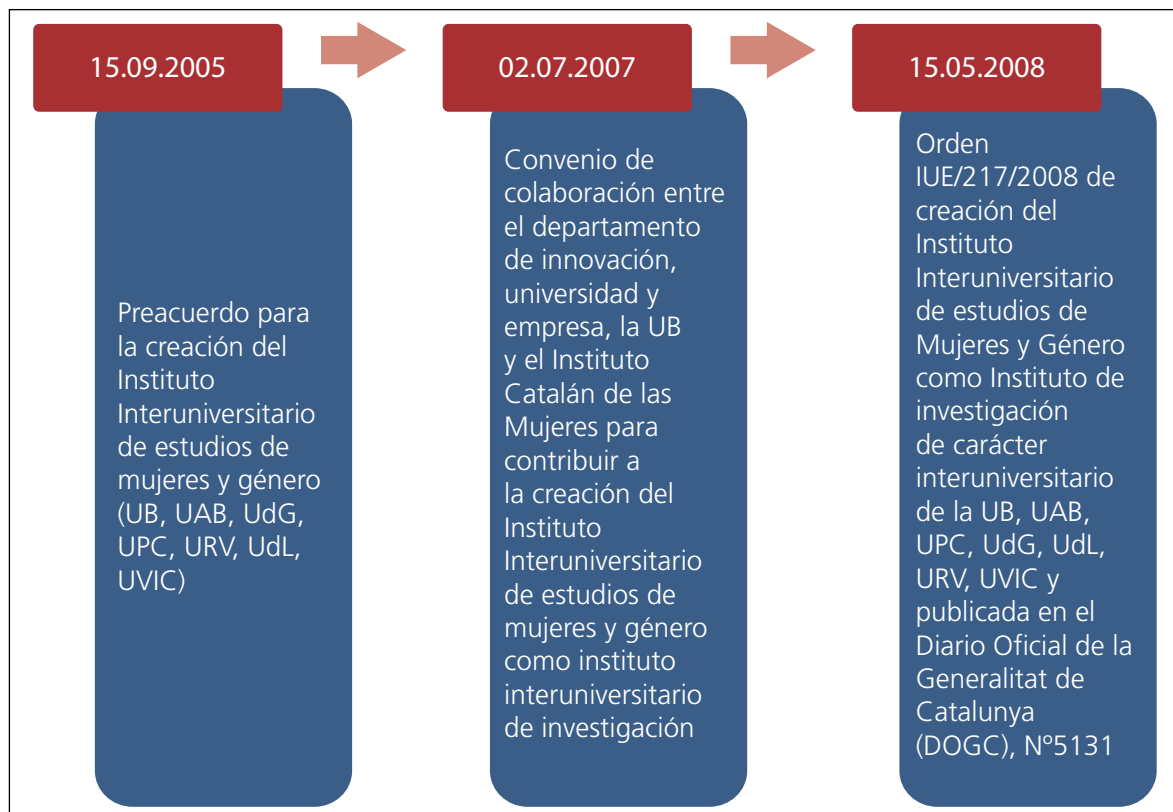 15.09.2005
Preacuerdo para
la creación del
Instituto
Interuniversitario
de estudios de
mujeres y género
(UB, UAB, UdG,
UPC, URV, UdL,
UVIC)
02.07.2007
Convenio de
colaboración entre
el departamento
de innovación,
universidad y
empresa, la UB
y el Instituto
Catalán de las
Mujeres para
contribuir a
la creación del
Instituto
Interuniversitario
de estudios de
mujeres y género
como instituto
interuniversitario
de investigación
15.05.2008
Orden
IUE/217/2008 de
creación del
Instituto
Interuniversitario
de estudios de
Mujeres y Género
como Instituto de
investigación
de carácter
interuniversitario
de la UB, UAB,
UPC, UdG, UdL,
URV, UVIC y
publicada en el
Diario Oficial de la
Generalitat de
Catalunya
(DOGC), Nº5131